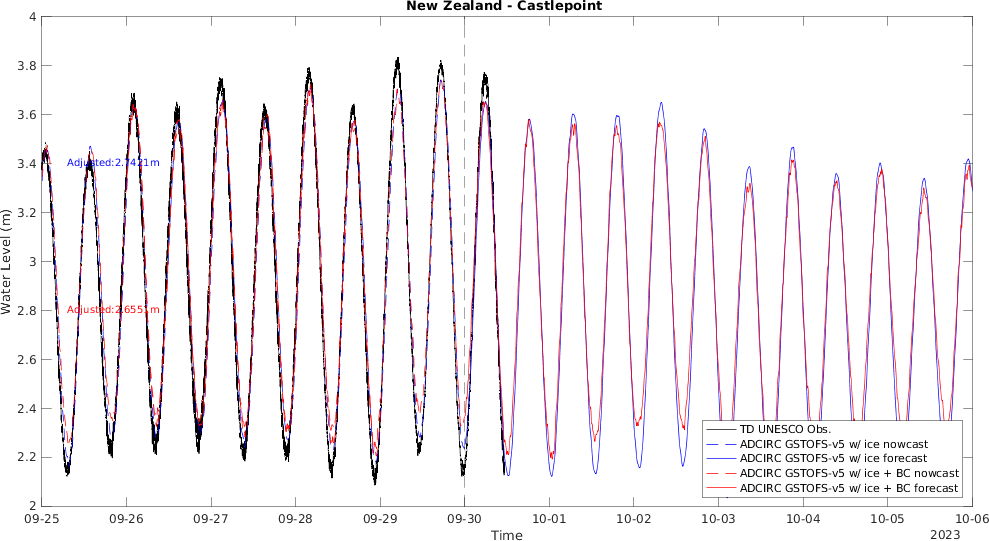 New Zealand - Castlepoint
4
3.8
3.6
3.4
3.2
3
2.8
2.6
2.4
2.2
2
Water Level (m)
Adjusted:2.7421m
Adjusted:2.6551m
TD UNESCO Obs.
ADCIRC GSTOFS-v5 w/ ice nowcast
ADCIRC GSTOFS-v5 w/ ice forecast
ADCIRC GSTOFS-v5 w/ ice + BC nowcast
ADCIRC GSTOFS-v5 w/ ice + BC forecast
09-25 09-26 09-27 09-28 09-29 09-30 10-01 10-02 10-03 10-04 10-05 10-06
Time
2023